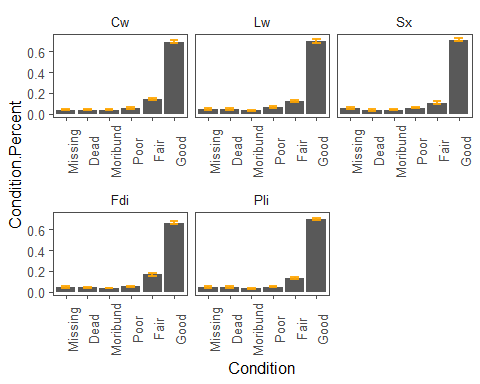 Cw
Lw
Sx
0.6
0.4
0.2
0.0
Missing
Dead
Moribund
Poor
Fair
Good
Missing
Dead
Moribund
Poor
Fair
Good
Missing
Dead
Moribund
Poor
Fair
Good
Condition.Percent
Fdi
Pli
0.6
0.4
0.2
0.0
Missing
Dead
Moribund
Poor
Fair
Good
Missing
Dead
Moribund
Poor
Fair
Good
Condition